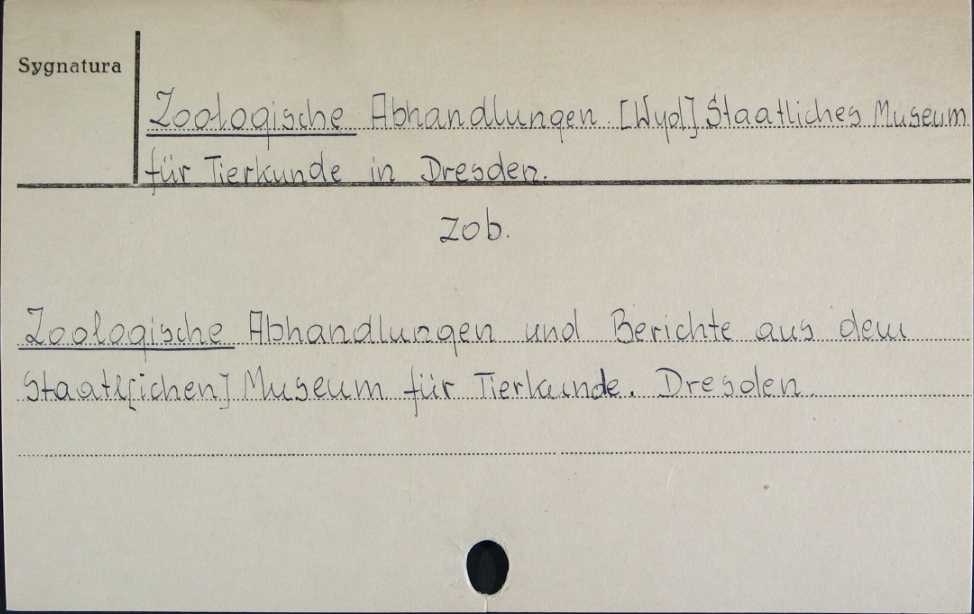 Sygnatura
Zoologische Abhandlungen. [Wyd] Staatliches Museum
für Tierkunde in Dresden.
zob.
Zoologische Abhandlungen und Berichte aus dem
Staatl[ichen] Museum für Tierkunde. Dresden.